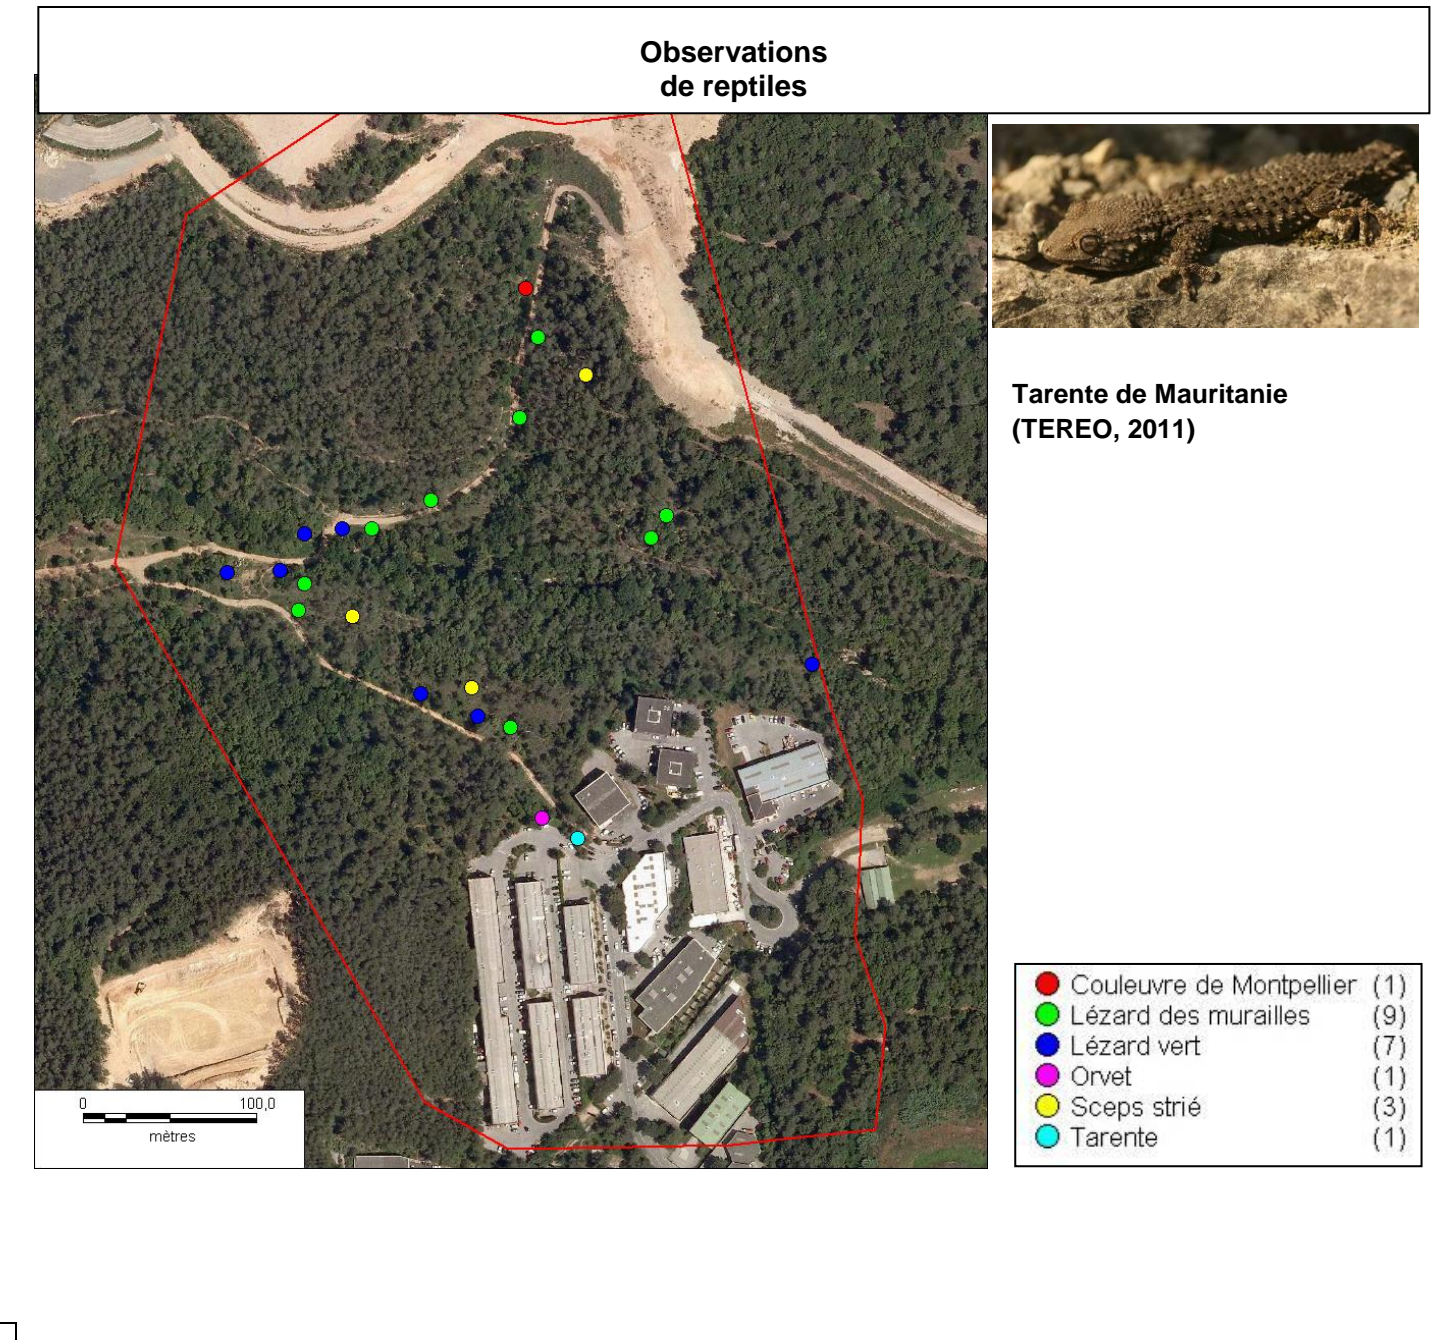 Observations
de reptiles
Tarente de Mauritanie
(TEREO, 2011)
Couleuvre de Montpellier (1)
Lézard des murailles (9)
Lézard vert (7)
Orvet (1)
Sceps strié (3)
Tarente (1)
0 100,0
mètres